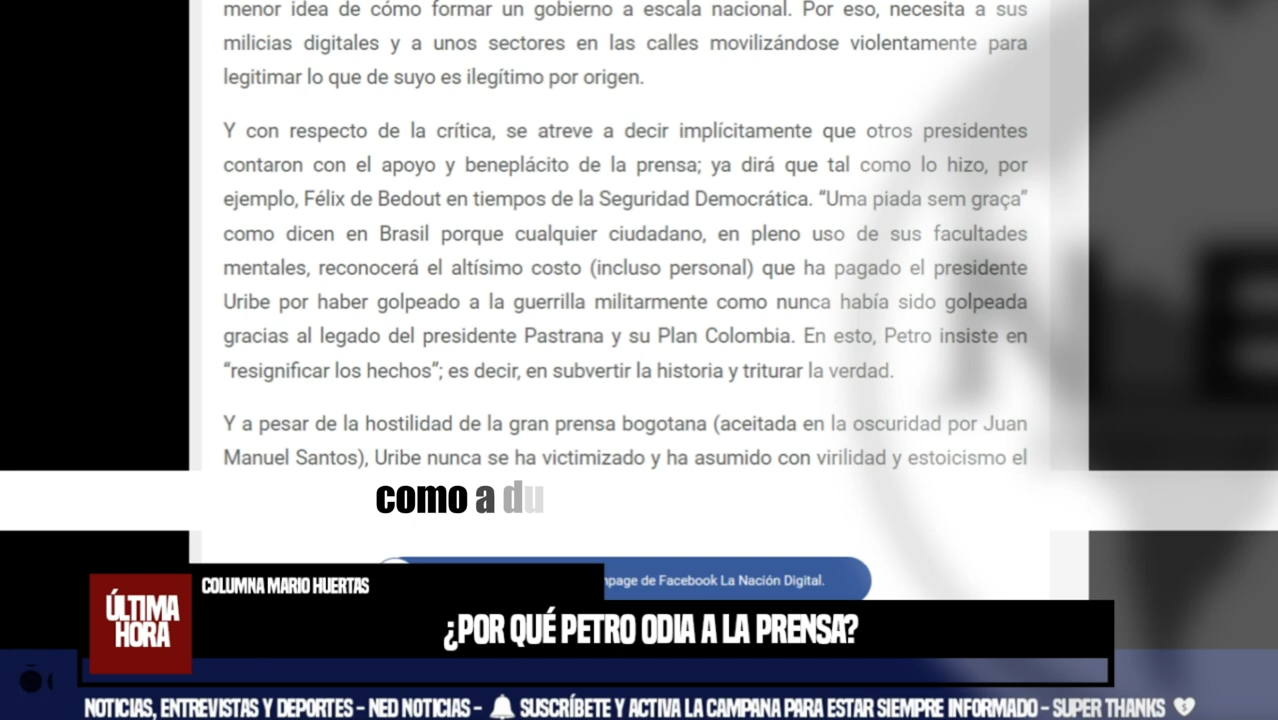 menor idea de cómo formar un gobierno a escala nacional. Por eso, necesita a sus
milicias digitales y a unos sectores en las calles movilizándose violentamente para
legitimar lo que de suyo es ilegítimo por origen.
Y con respecto de la crítica, se atreve a decir implícitamente que otros presidentes
contaron con el apoyo y beneplácito de la prensa; ya dirá que tal como lo hizo, por
ejemplo, Félix de Bedout en tiempos de la Seguridad Democrática. “Uma piada sem graça”
como dicen en Brasil porque cualquier ciudadano, en pleno uso de sus facultades
mentales, reconocerá el altísimo costo (incluso personal) que ha pagado el presidente
Uribe por haber golpeado a la guerrilla militarmente como nunca había sido golpeada
gracias al legado del presidente Pastrana y su Plan Colombia. En esto, Petro insiste en
“resignificar los hechos”; es decir, en subvertir la historia y triturar la verdad.
Y a pesar de la hostilidad de la gran prensa bogotana (aceitada en la oscuridad por Juan
Manuel Santos), Uribe nunca se ha victimizado y ha asumido con virilidad y estoicismo el
como a du
page de Facebook La Nación Digital.
COLUMNA MARIO HUERTAS
ÚLTIMA
HORA
¿POR QUÉ PETRO ODIA A LA PRENSA?
NOTICIAS, ENTREVISTAS Y DEPORTES - NED NOTICIAS - SUSCRÍBETE Y ACTIVA LA CAMPANA PARA ESTAR SIEMPRE INFORMADO - SUPER THANKS